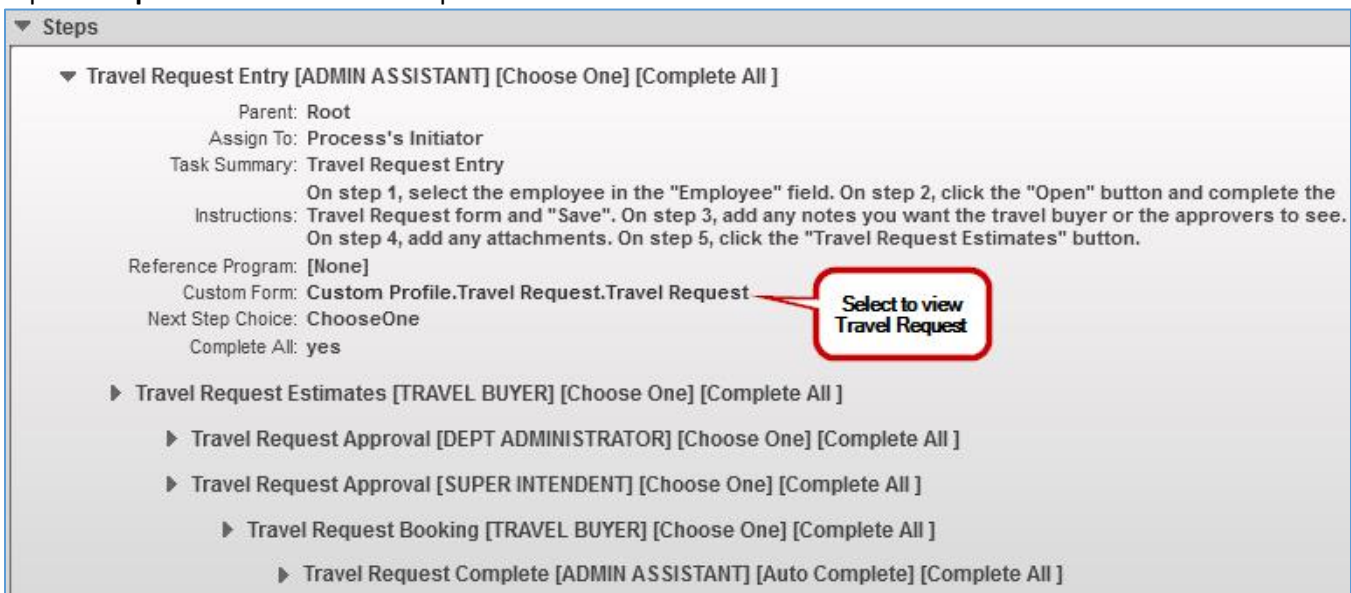 Steps
Travel Request Entry [ADMIN ASSISTANT] [Choose One] [Complete All ]
Parent: Root
Assign To: Process's Initiator
Task Summary: Travel Request Entry
On step 1, select the employee in the "Employee" field. On step 2, click the "Open" button and complete the
Instructions: Travel Request form and "Save". On step 3, add any notes you want the travel buyer or the approvers to see.
On step 4, add any attachments. On step 5, click the "Travel Request Estimates" button.
Reference Program: [None]
Custom Form: Custom Profile.Travel Request.Travel Request
Select to view
Travel Request
Next Step Choice: ChooseOne
Complete All: yes
Travel Request Estimates [TRAVEL BUYER] [Choose One] [Complete All ]
Travel Request Approval [DEPT ADMINISTRATOR] [Choose One] [Complete All ]
Travel Request Approval [SUPER INTENDENT] [Choose One] [Complete All ]
Travel Request Booking [TRAVEL BUYER] [Choose One] [Complete All ]
Travel Request Complete [ADMIN ASSISTANT] [Auto Complete] [Complete All ]